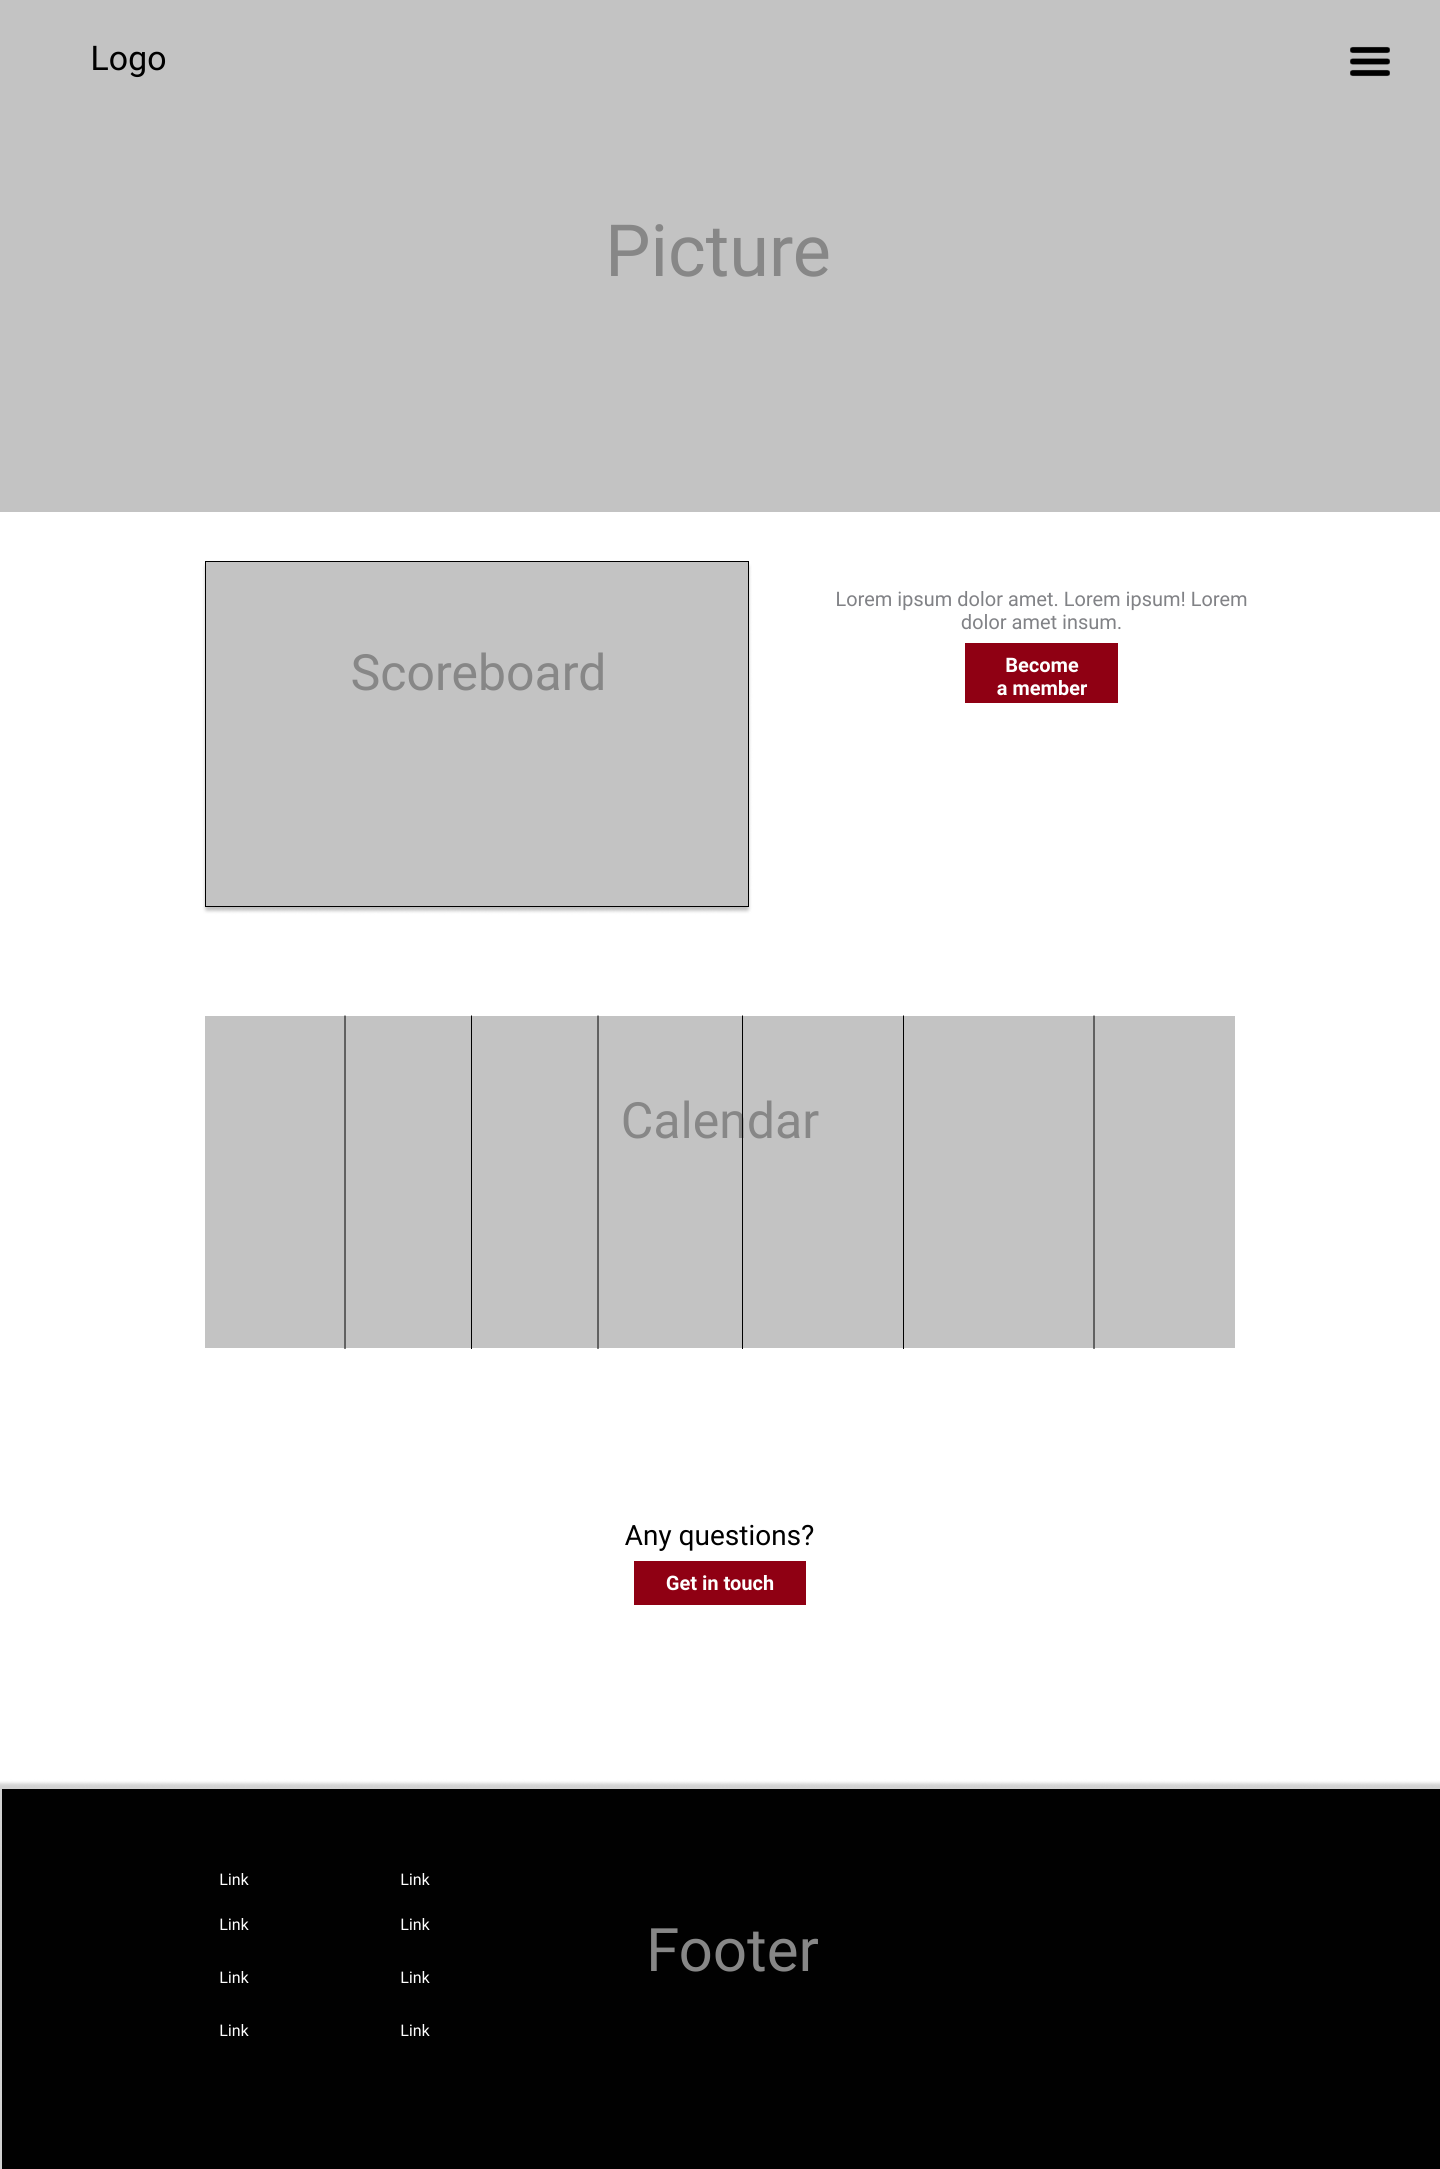 Logo
Picture
Scoreboard
Lorem ipsum dolor amet. Lorem ipsum! Lorem
dolor amet insum.
Become
a member
Calendar
Any questions?
Get in touch
Link
Link
Link
Link
Link
Link
Link
Link
Footer